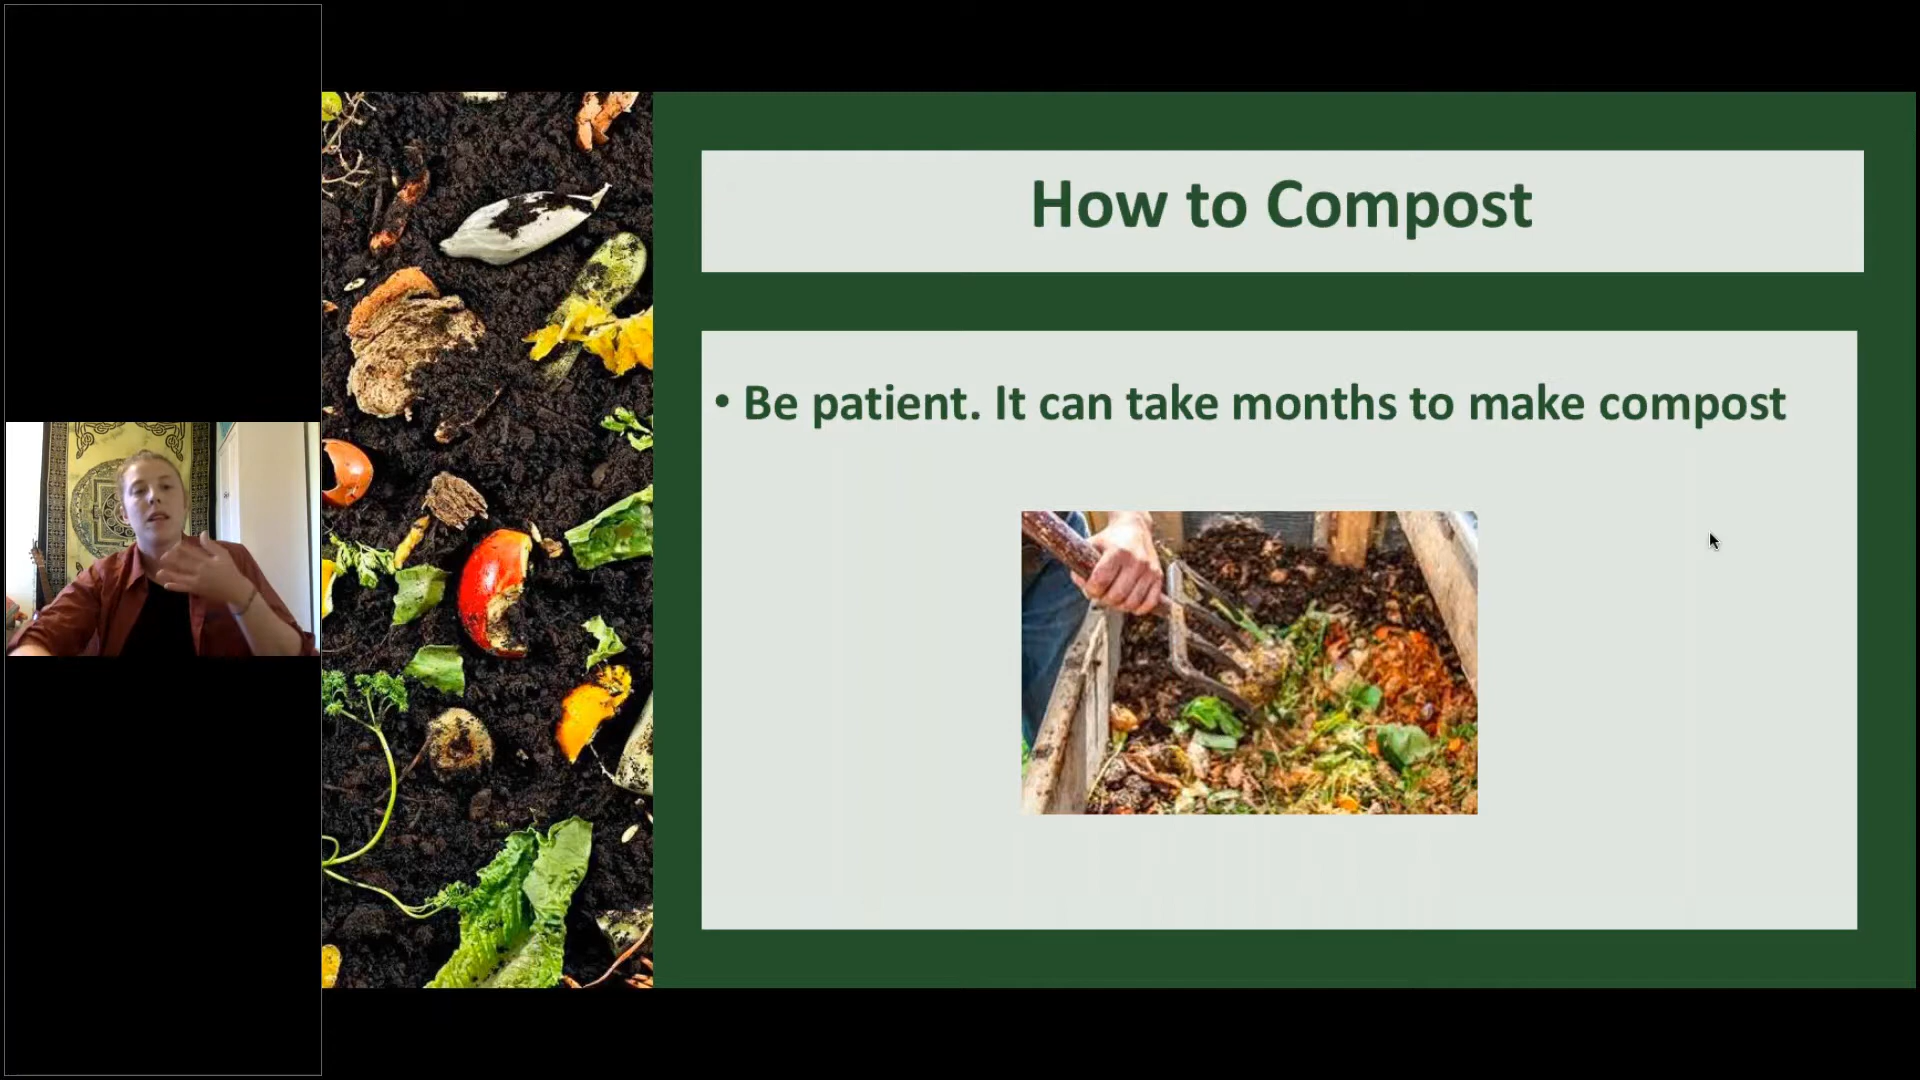 How to Compost
• Be patient. It can take months to make compost